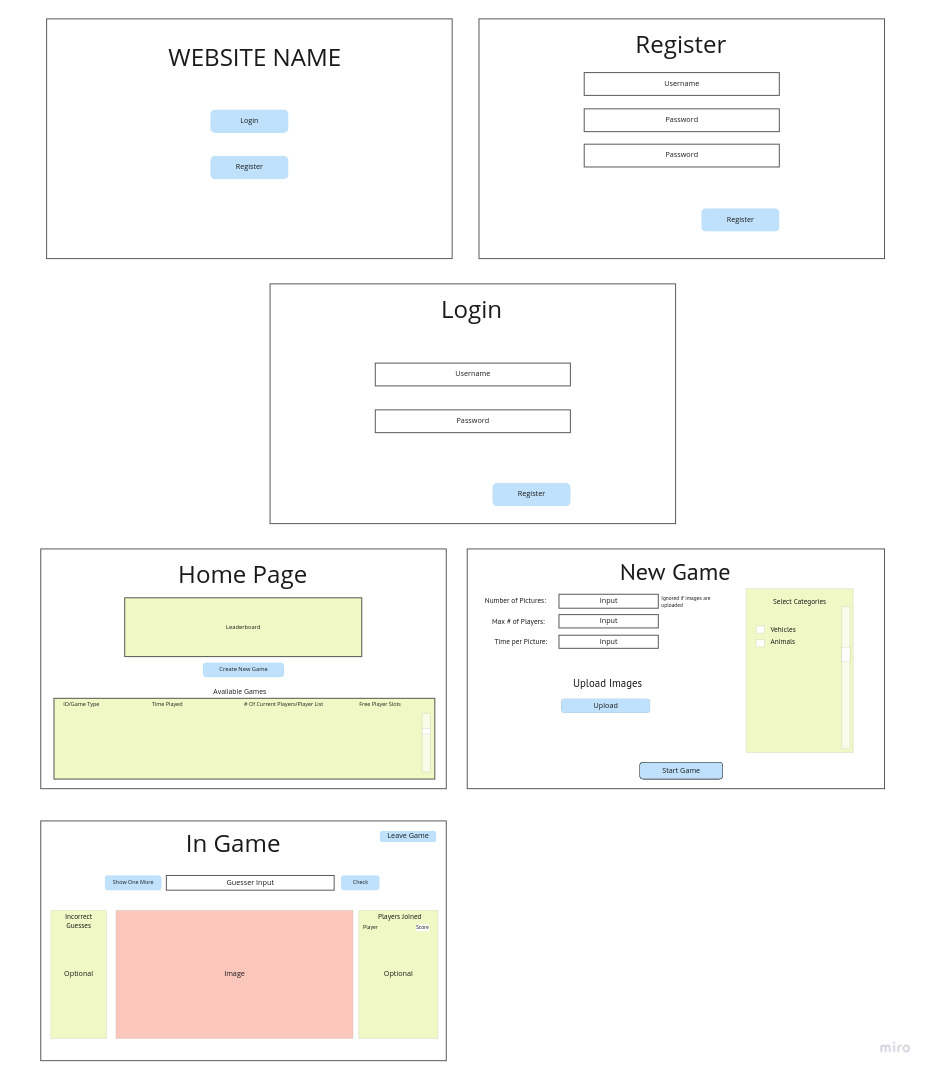 WEBSITE NAME
Login
Register
Register
Username
Password
Password
Register
Login
Username
Password
Register
Home Page
Leaderboard
Create New Game
Available Games
ID/Game Type Time Played # Of Current Players/Player List Free Player Slots
New Game
Number of Pictures: Input Ignored if images are
uploaded
Max # of Players: Input
Time per Picture: Input
Upload Images
Upload
Select Categories
Vehicles
Animals
Start Game
In Game
Leave Game
Show One More Guesser Input Check
Incorrect
Guesses
Optional
Image
Players Joined
Player Score
Optional
miro